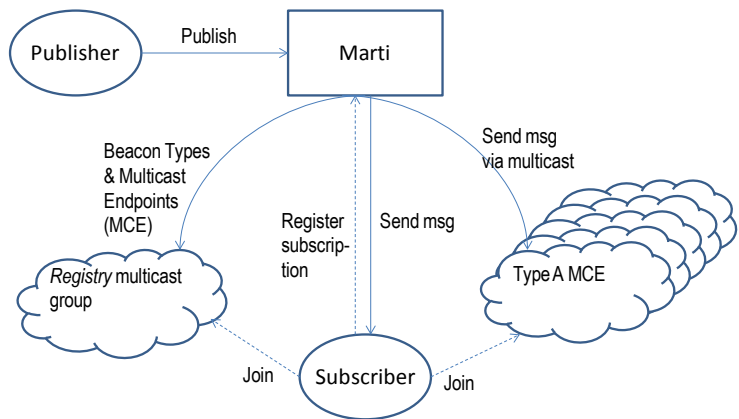 Publisher
Publish
Marti
Beacon Types
& Multicast
Endpoints
(MCE)
Register
subscrip-
tion
Send msg
Send msg
via multicast
Registry multicast
group
Type A MCE
Join
Subscriber
Join